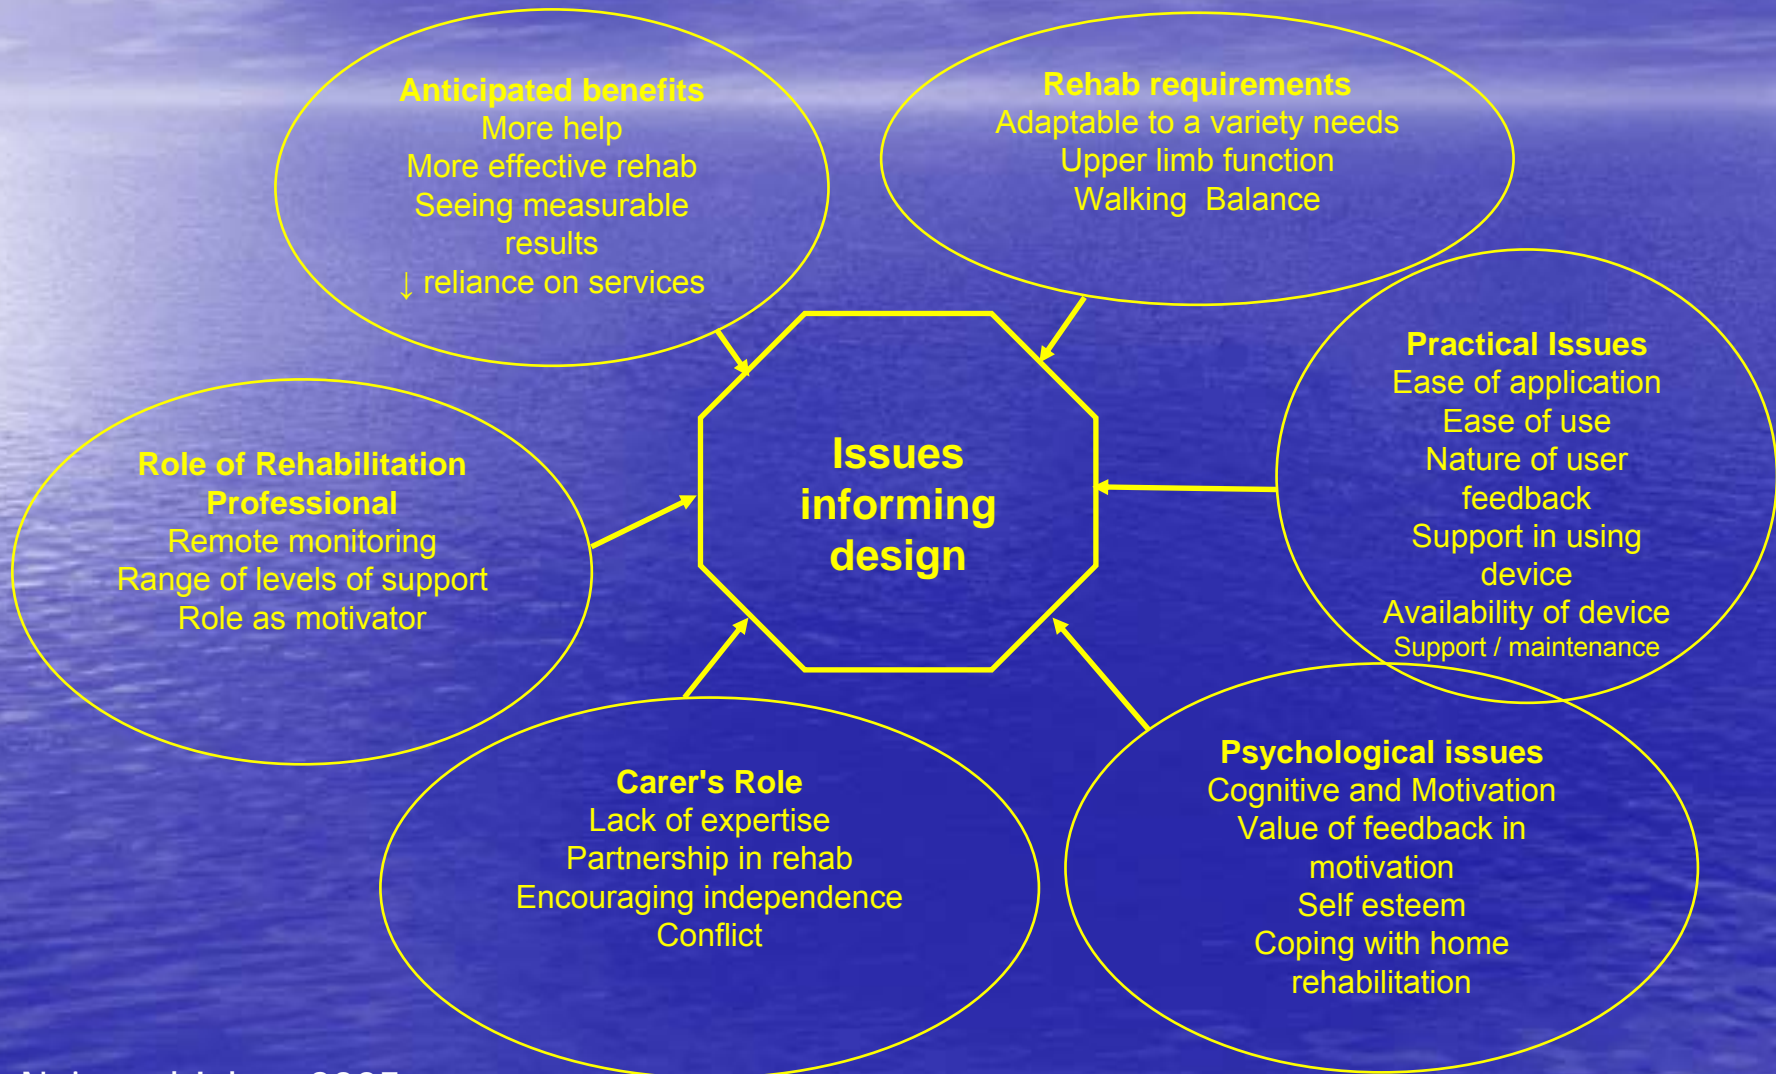 Anticipated benefits
More help
More effective rehab
Seeing measurable
results
↓ reliance on services
Rehab requirements
Adaptable to a variety needs
Upper limb function
Walking  Balance
Practical Issues
Ease of application
Ease of use
Nature of user
feedback
Support in using
device
Availability of device
Support / maintenance
Role of Rehabilitation
Professional
Remote monitoring
Range of levels of support
Role as motivator
Issues
informing
design
Carer's Role
Lack of expertise
Partnership in rehab
Encouraging independence
Conflict
Psychological issues
Cognitive and Motivation
Value of feedback in
motivation
Self esteem
Coping with home
rehabilitation